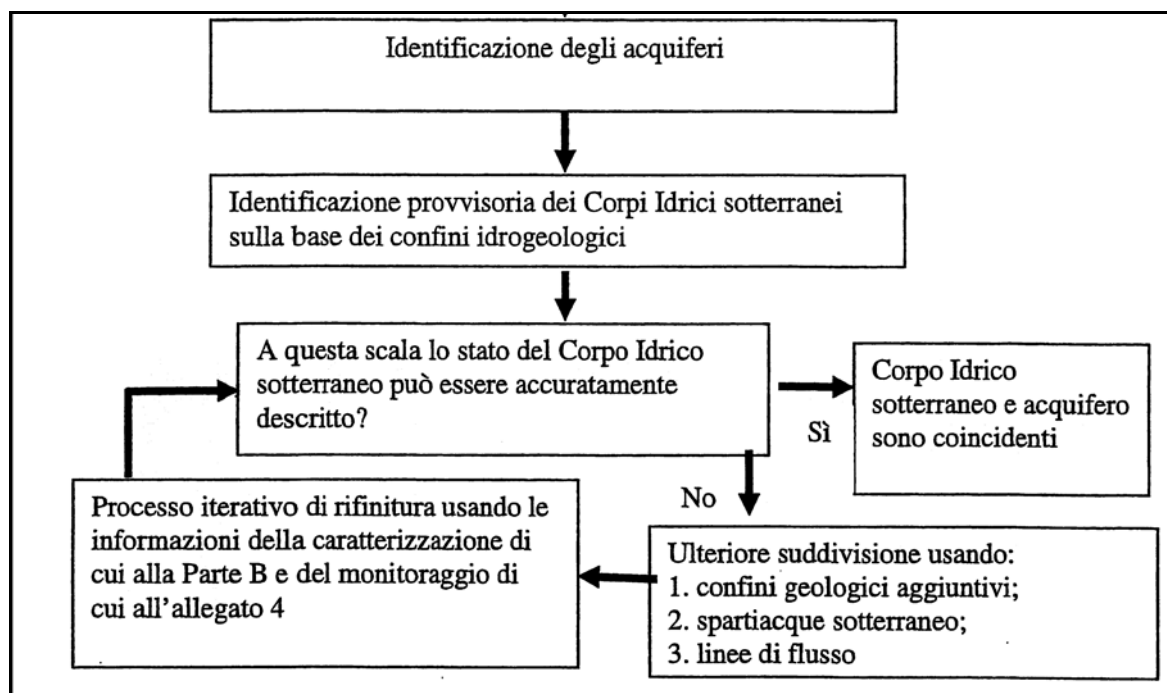 Identificazione degli acquiferi
Identificazione provvisoria dei Corpi Idrici sotterranei
sulla base dei confini idrogeologici
A questa scala lo stato del Corpo Idrico
sotterraneo può essere accuratamente
descritto?
Sì
Corpo Idrico
sotterraneo e acquifero
sono coincidenti
No
Ulteriore suddivisione usando:
1. confini geologici aggiuntivi;
2. spartiacque sotterraneo;
3. linee di flusso
Processo iterativo di rifinitura usando le
informazioni della caratterizzazione di
cui alla Parte B e del monitoraggio di
cui all'allegato 4